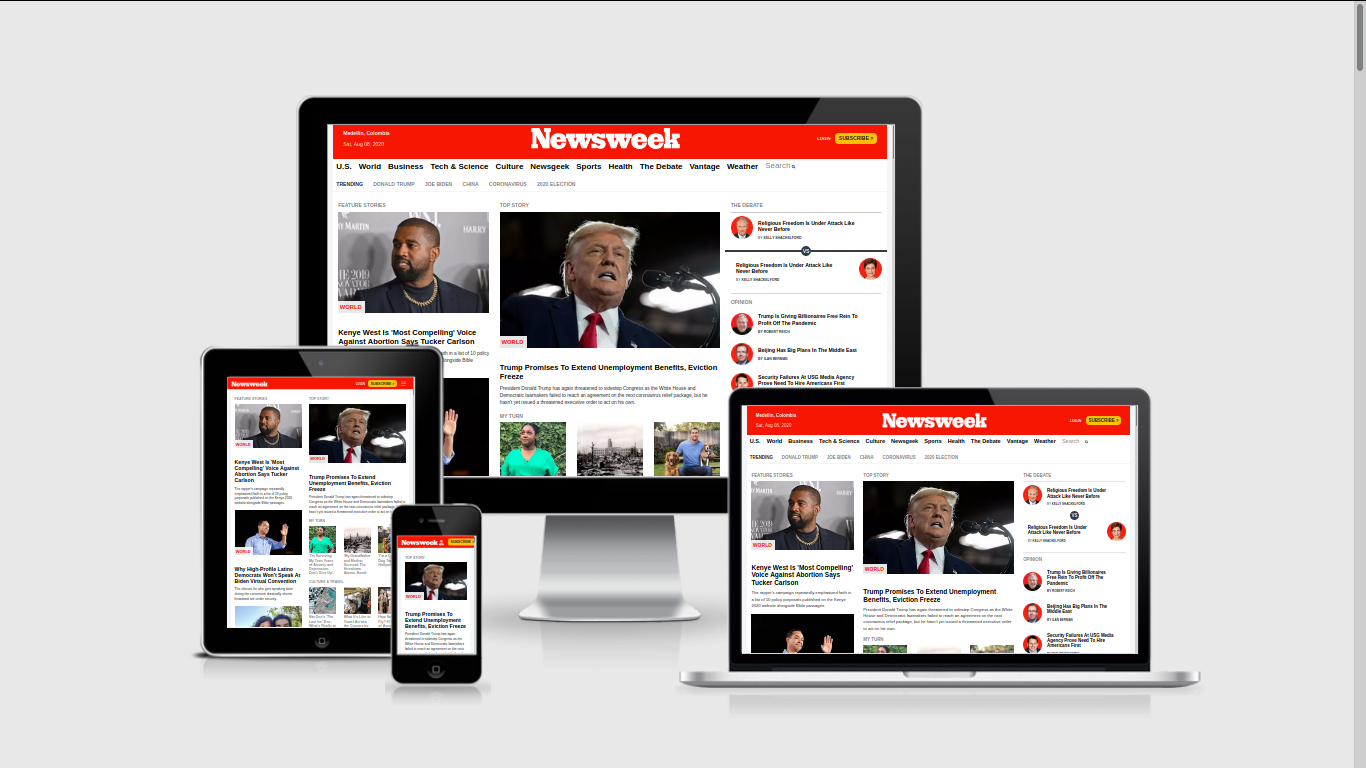 Medellin, Colombia
Sat, Aug 08, 2020
Newsweek
LOGIN
SUBSCRIBE >
U.S. World Business Tech & Science Culture Newsgeek Sports Health The Debate Vantage Weather Search
TRENDING DONALD TRUMP JOE BIDEN CHINA CORONAVIRUS 2020 ELECTION
FEATURE STORIES
HARRY
WORLD
Kenye West Is 'Most Compelling' Voice
Against Abortion Says Tucker Carlson
TOP STORY
WORLD
Trump Promises To Extend Unemployment Benefits, Eviction
Freeze
President Donald Trump has again threatened to sidestep Congress as the White House and
Democratic lawmakers failed to reach an agreement on the next coronavirus relief package, but he
hasn't yet issued a threatened executive order to act on his own.
MY TURN
THE DEBATE
Religious Freedom Is Under Attack Like
Never Before
BY KELLY SHACKELFORD
VS
Religious Freedom Is Under Attack Like
Never Before
BY KELLY SHACKELFORD
OPINION
Trump Is Giving Billionaires Free Rein To
Profit Off The Pandemic
BY ROBERT REICH
Beijing Has Big Plans In The Middle East
BY ILAN BERMAN
Security Failures At USG Media Agency
Prove Need To Hire Americans First
Newsweek
LOGIN
SUBSCRIBE >
FEATURE STORIES
WORLD
Kenye West Is 'Most
Compelling' Voice Against
Abortion Says Tucker
Carlson
WORLD
Why High-Profile Latino
Democrats Won't Speak At
Biden Virtual Convention
TOP STORY
WORLD
Trump Promises To Extend
Unemployment Benefits, Eviction
Freeze
MY TURN
CULTURE & TRAVEL
Newsweek
SUBSCRIBE
TOP STORY
WORLD
Trump Promises To
Extend Unemployment
Benefits, Eviction Freeze
Medellin, Colombia
Sat, Aug 08, 2020
Newsweek
LOGIN
SUBSCRIBE >
U.S. World Business Tech & Science Culture Newsgeek Sports Health The Debate Vantage Weather Search
TRENDING DONALD TRUMP JOE BIDEN CHINA CORONAVIRUS 2020 ELECTION
FEATURE STORIES
WORLD
Kenye West Is 'Most Compelling'
Voice Against Abortion Says Tucker
Carlson
The rapper's campaign repeatedly emphasized faith in
a list of 10 policy proposals published on the Kenye
2020 website alongside Bible passages.
TOP STORY
WORLD
Trump Promises To Extend Unemployment
Benefits, Eviction Freeze
President Donald Trump has again threatened to sidestep Congress as the White
House and Democratic lawmakers failed to reach an agreement on the next
coronavirus relief package, but he hasn't yet issued a threatened executive order
to act on his own.
MY TURN
THE DEBATE
Religious Freedom Is Under
Attack Like Never Before
BY KELLY SHACKELFORD
VS
Religious Freedom Is Under
Attack Like Never Before
BY KELLY SHACKELFORD
OPINION
Trump Is Giving Billionaires
Free Rein To Profit Off The
Pandemic
BY ROBERT REICH
Beijing Has Big Plans In The
Middle East
BY ILAN BERMAN
Security Failures At USG Media
Agency Prove Need To Hire
Americans First